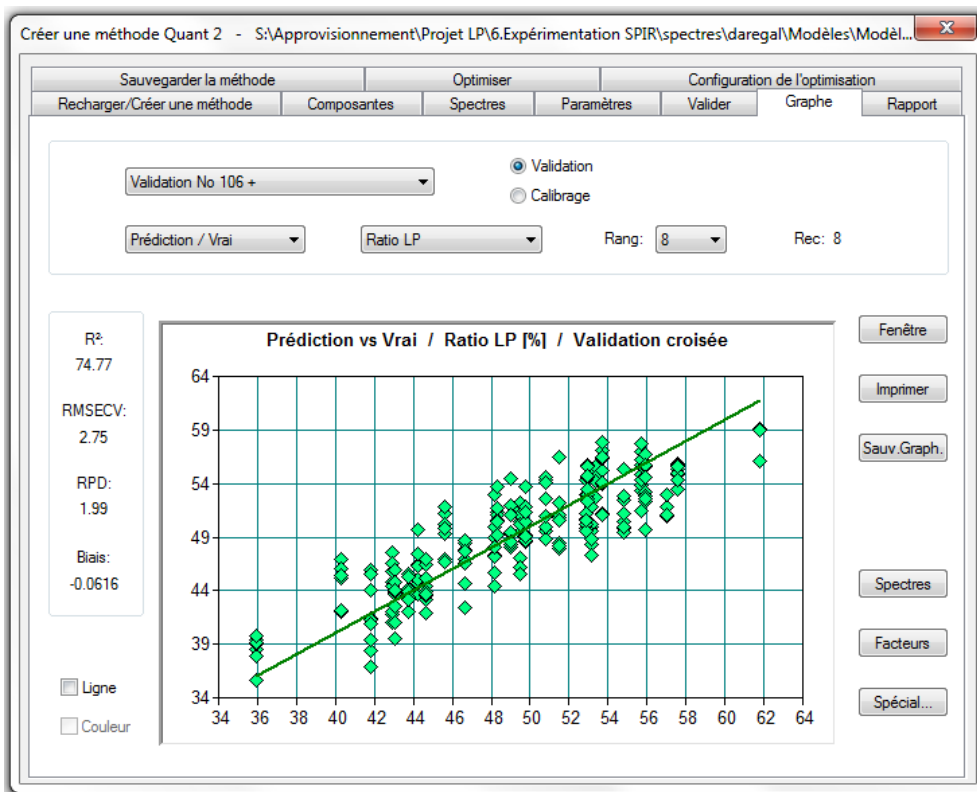 Créer une méthode Quant 2 - S:\Approvisionnement\Projet LP\6.Expérimentation SPIR\spectres\daregal\Modèles\Modèl...
X
Sauvegarder la méthode Optimiser Configuration de l'optimisation
Recharger/Créer une méthode Composantes Spectres Paramètres Valider Graphe Rapport
Validation No 106 +
Validation
Calibrage
Prédiction / Vrai Ratio LP Rang: 8 Rec: 8
R²:
74.77
RMSECV:
2.75
RPD:
1.99
Biais:
-0.0616
Ligne
Couleur
Prédiction vs Vrai / Ratio LP [%] / Validation croisée
64
59
54
49
44
39
34
34 36 38 40 42 44 46 48 50 52 54 56 58 60 62 64
Fenêtre
Imprimer
Sauv.Graph.
Spectres
Facteurs
Spécial...